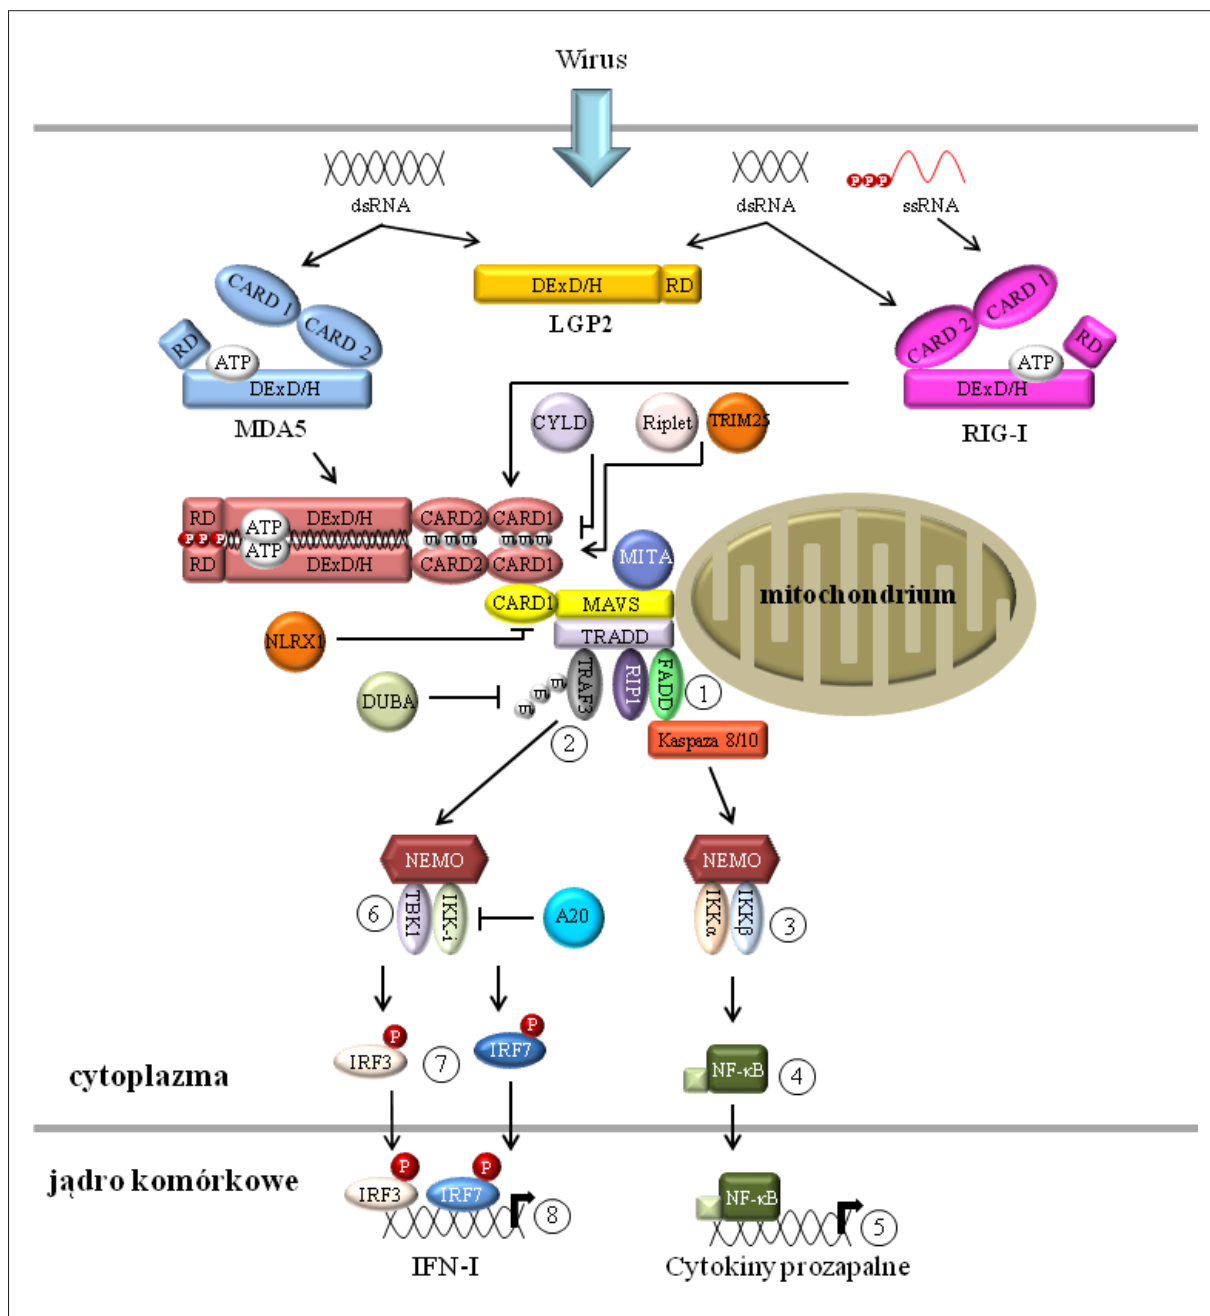 Wirus
dsRNA
dsRNA
P P P
ssRNA
CARD 1
CARD 2
RD
ATP
DExD/H
MDA5
DExD/H
RD
LGP2
CARD 1
CARD 2
RD
ATP
DExD/H
RIG-I
CYLD
Riplet
TRIM25
RD
DExD/H
CARD2
CARD1
ATP
P P P
ATP
RD
DExD/H
CARD2
CARD1
MITA
mitochondrium
CARD1
MAVS
TRADD
NLRX1
TRAF3
RIP1
FADD
1
DUBA
2
Kaspaza 8/10
NEMO
NEMO
6
TBK1
IKK-i
A20
IKKα
IKKβ
3
P
P
IRF3
7
IRF7
NF-κB
4
cytoplazma
jądro komórkowe
P
P
IRF3
IRF7
8
NF-κB
5
IFN-I
Cytokiny prozapalne